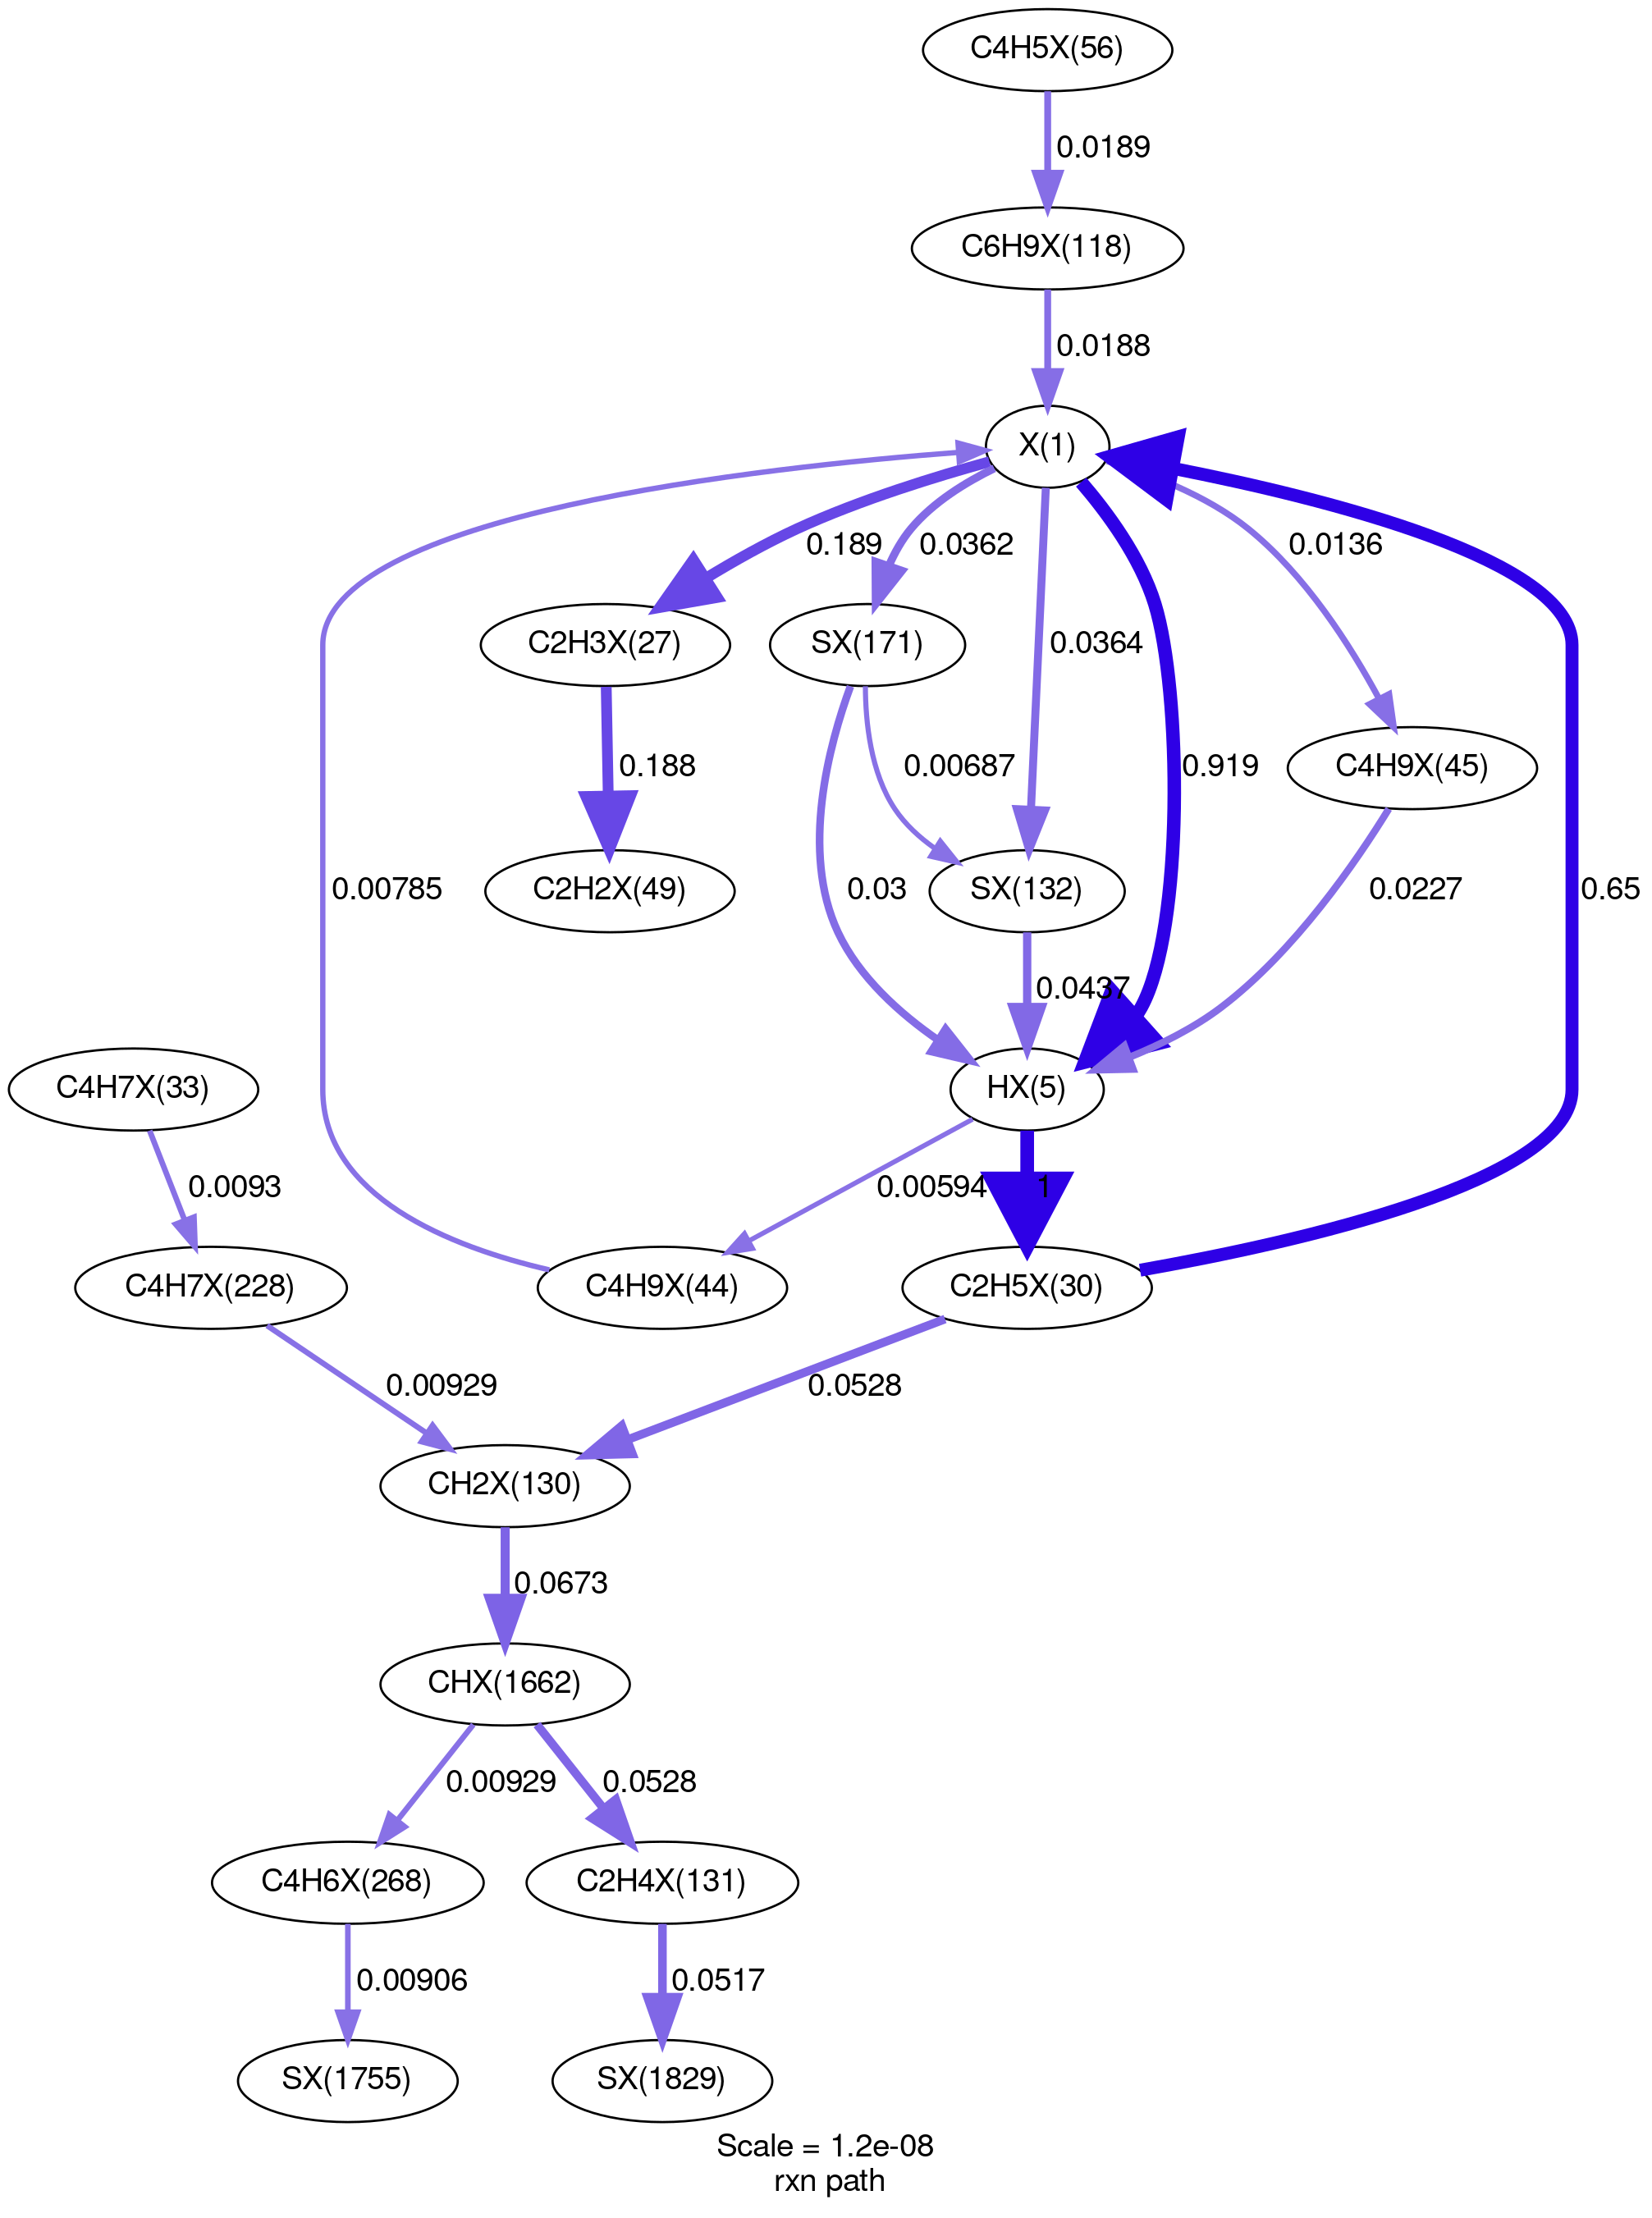 C4H5X(56)
0.0189
C6H9X(118)
0.0188
X(1)
0.189
0.0362
0.0136
C2H3X(27)
SX(171)
0.0364
0.188
0.00687
0.919
C4H9X(45)
0.00785
C2H2X(49)
0.03
SX(132)
0.0227
0.65
0.0437
C4H7X(33)
HX(5)
0.0093
0.00594
1
C4H7X(228)
C4H9X(44)
C2H5X(30)
0.00929
0.0528
CH2X(130)
0.0673
CHX(1662)
0.00929
0.0528
C4H6X(268)
C2H4X(131)
0.00906
0.0517
SX(1755)
SX(1829)
Scale = 1.2e-08
rxn path